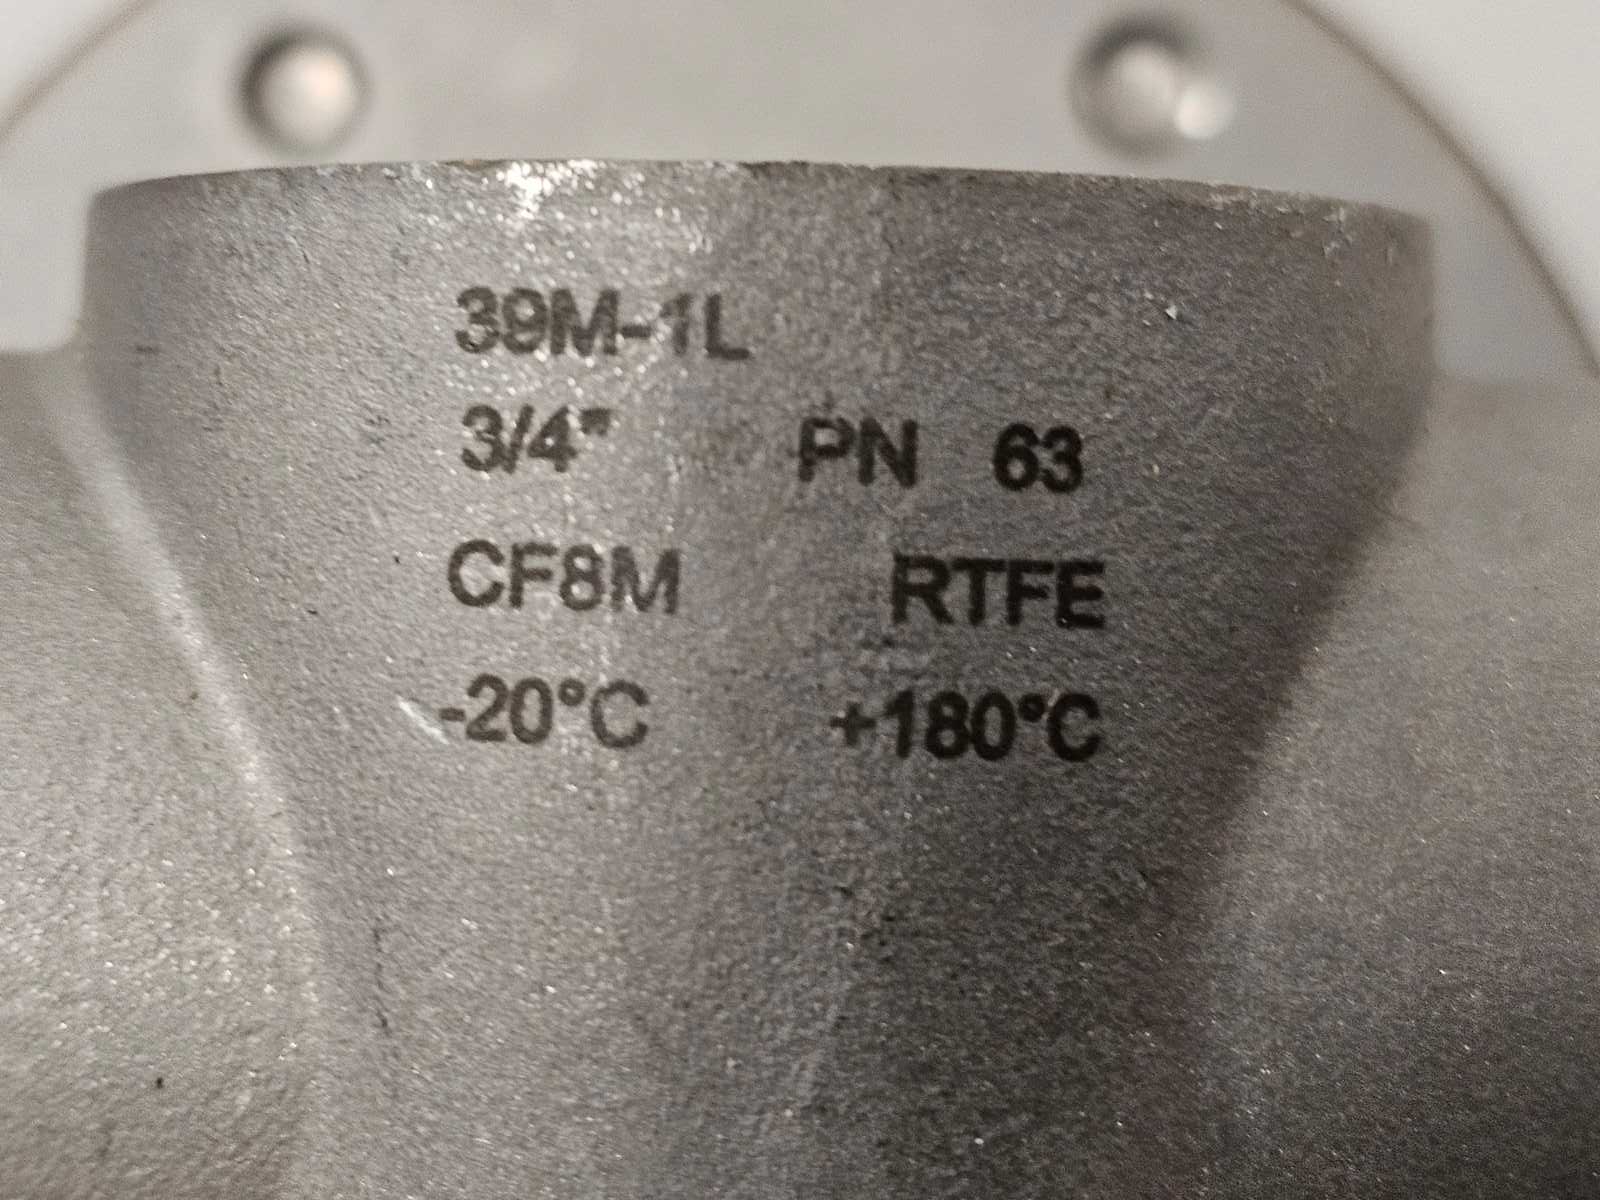 39M-1L
3/4" PN 63
CF8M RTFE
-20°C +180°C